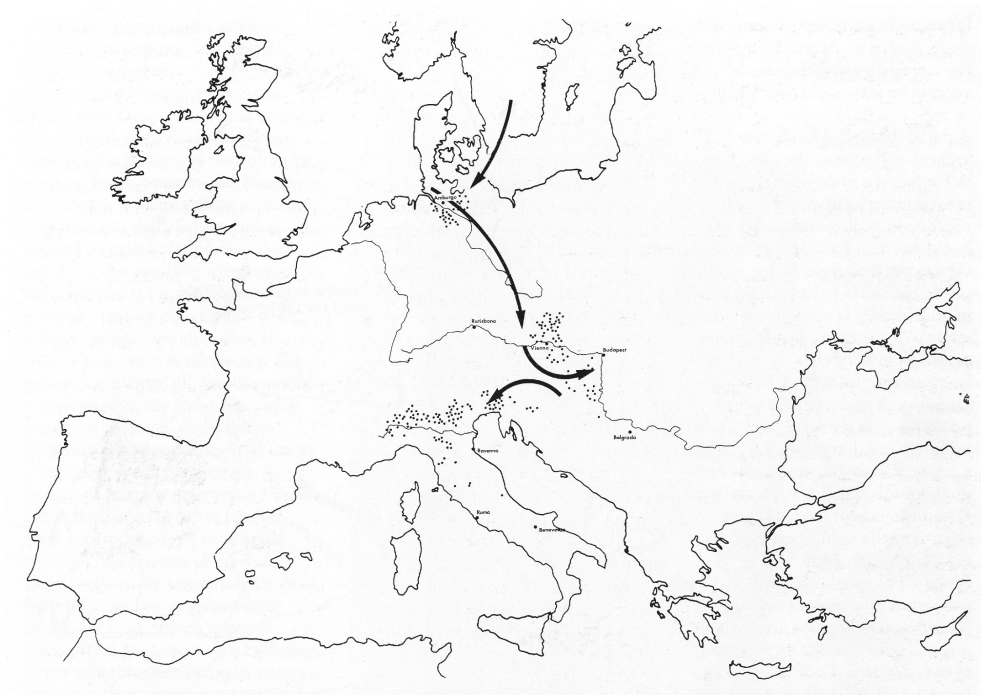 Amburgo
Ratisbona
Vienna
Budapest
Belgrado
Ravenna
Roma
Benevento